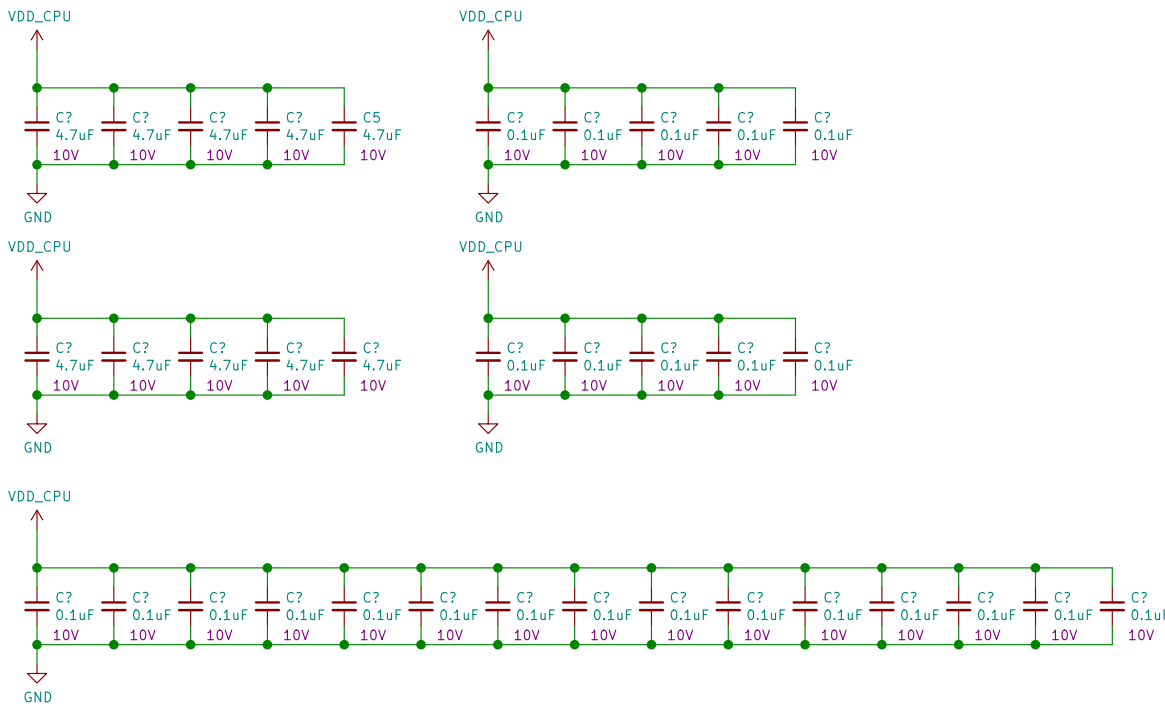 VDD_CPU VDD_CPU
C? C? C? C? C5 C? C? C? C? C?
4.7uF 4.7uF 4.7uF 4.7uF 4.7uF 0.1uF 0.1uF 0.1uF 0.1uF 0.1uF
10V 10V 10V 10V 10V 10V 10V 10V 10V 10V
GND GND
VDD_CPU VDD_CPU
C? C? C? C? C? C? C? C? C? C?
4.7uF 4.7uF 4.7uF 4.7uF 4.7uF 0.1uF 0.1uF 0.1uF 0.1uF 0.1uF
10V 10V 10V 10V 10V 10V 10V 10V 10V 10V
GND GND
VDD_CPU
C? C? C? C? C? C? C? C? C? C? C? C? C? C? C?
0.1uF 0.1uF 0.1uF 0.1uF 0.1uF 0.1uF 0.1uF 0.1uF 0.1uF 0.1uF 0.1uF 0.1uF 0.1uF 0.1uF 0.1u
10V 10V 10V 10V 10V 10V 10V 10V 10V 10V 10V 10V 10V 10V 10V
GND